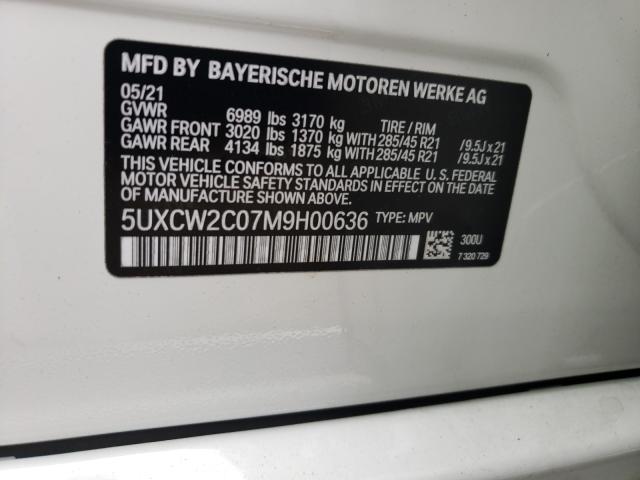 MFD BY BAYERISCHE MOTOREN WERKE AG
05/21
GVWR 6989 lbs 3170 kg TIRE / RIM
GAWR FRONT 3020 lbs 1370 kg WITH 285/45 R21 /9.5J x 21
GAWR REAR 4134 lbs 1875 kg WITH 285/45 R21 /9.5J x 21
THIS VEHICLE CONFORMS TO ALL APPLICABLE U. S. FEDERAL
MOTOR VEHICLE SAFETY STANDARDS IN EFFECT ON THE DATE
OF MANUFACTURE SHOWN ABOVE.
5UXCW2C07M9H00636 TYPE: MPV
300U
7 320 729